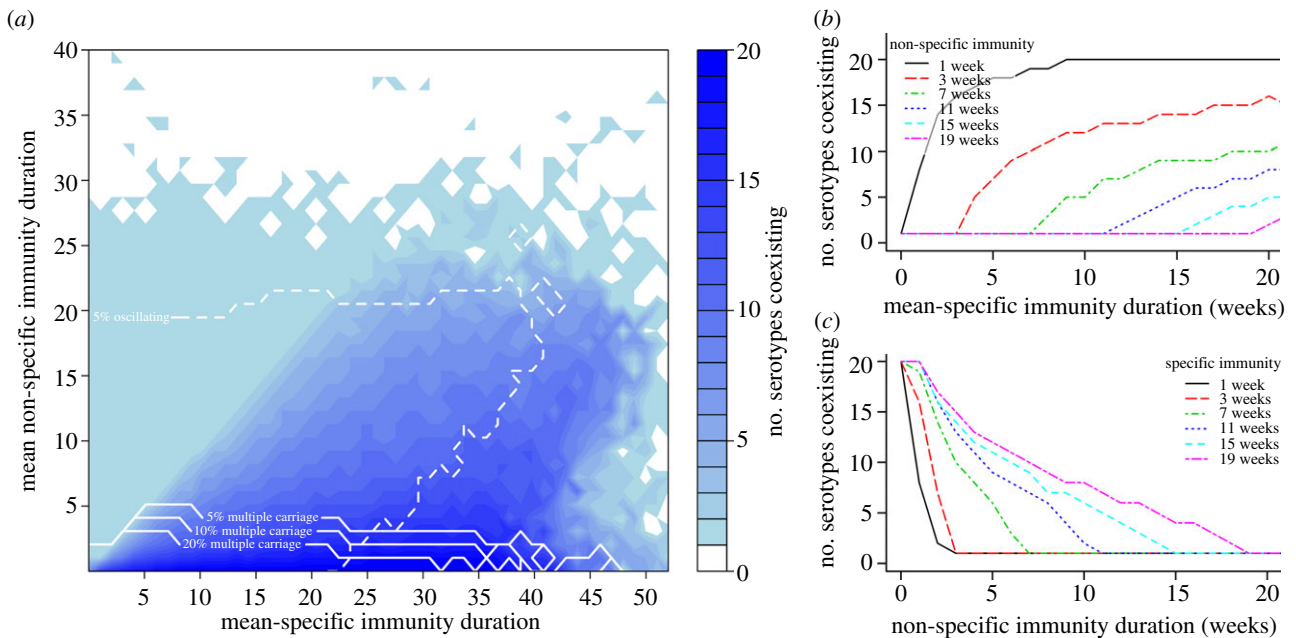 (a)
40
35
30
25
20
15
10
5
mean non-specific immunity duration
5% oscillating
5% multiple carriage
10% multiple carriage
20% multiple carriage
5 10 15 20 25 30 35 40 45 50
mean-specific immunity duration
20
15
10
5
0
no. serotypes coexisting
(b)
no. serotypes coexisting
20
15
10
5
0
non-specific immunity
1 week
3 weeks
7 weeks
11 weeks
15 weeks
19 weeks
0 5 10 15 20
mean-specific immunity duration (weeks)
(c)
no. serotypes coexisting
20
15
10
5
0
specific immunity
1 week
3 weeks
7 weeks
11 weeks
15 weeks
19 weeks
0 5 10 15 20
non-specific immunity duration (weeks)